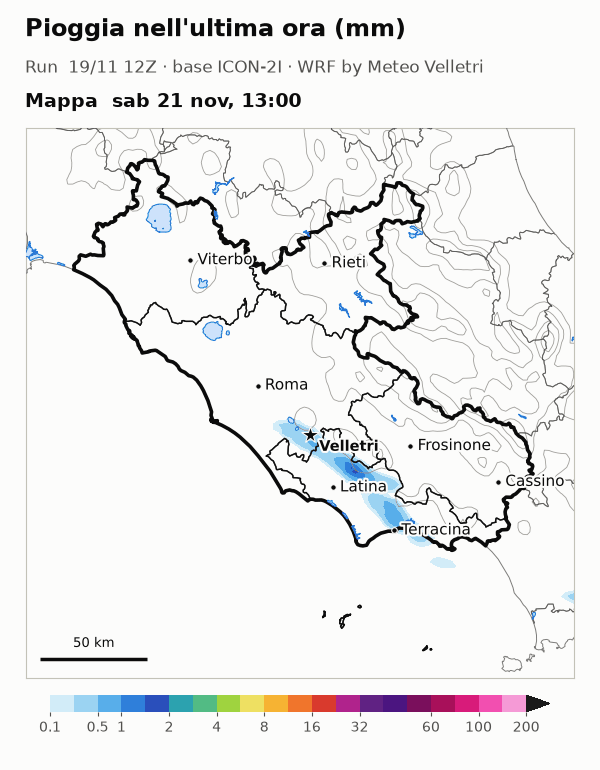 Pioggia nell'ultima ora (mm)
Run  19/11 12Z · base ICON-2I · WRF by Meteo Velletri
Mappa  sab 21 nov, 13:00
Viterbo
Rieti
Roma
Velletri
Frosinone
Latina
Cassino
Terracina
50 km
0.1 0.5 1 2 4 8 16 32 60 100 200